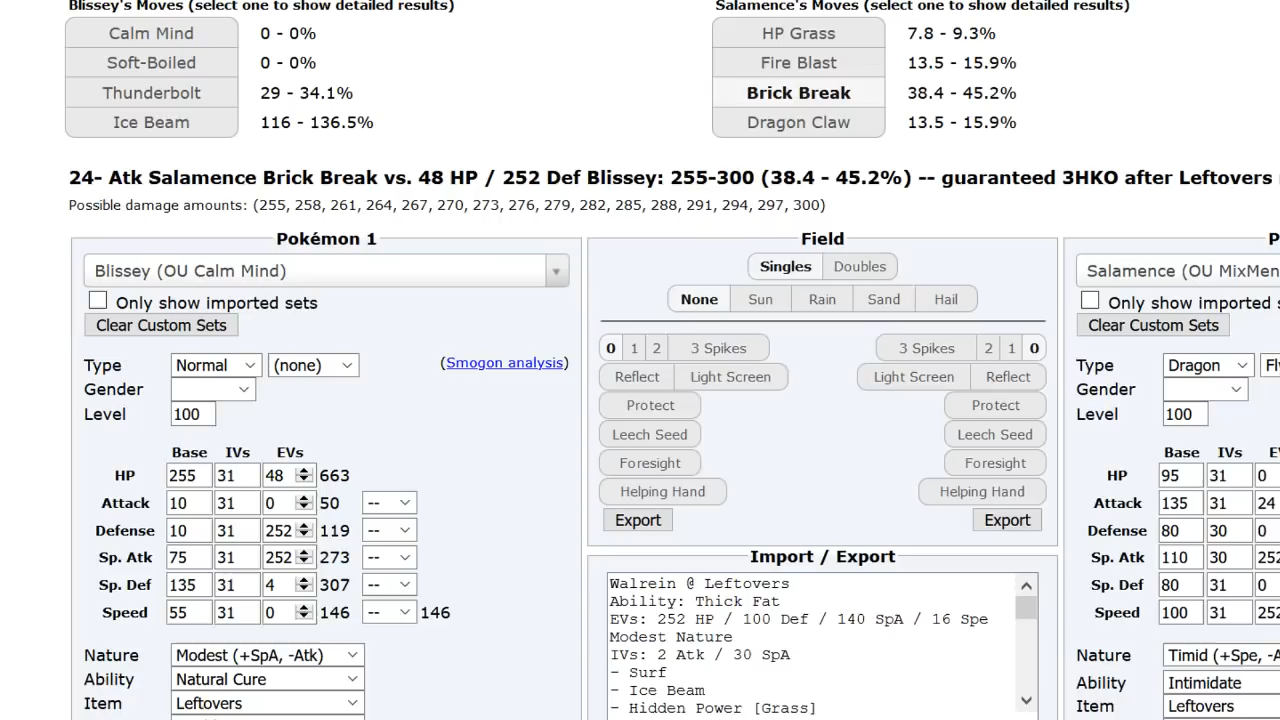 Blissey's Moves (select one to show detailed results)
Calm Mind 0 - 0%
Soft-Boiled 0 - 0%
Thunderbolt 29 - 34.1%
Ice Beam 116 - 136.5%
Salamence's Moves (select one to show detailed results)
HP Grass 7.8 - 9.3%
Fire Blast 13.5 - 15.9%
Brick Break 38.4 - 45.2%
Dragon Claw 13.5 - 15.9%
24- Atk Salamence Brick Break vs. 48 HP / 252 Def Blissey: 255-300 (38.4 - 45.2%) -- guaranteed 3HKO after Leftovers
Possible damage amounts: (255, 258, 261, 264, 267, 270, 273, 276, 279, 282, 285, 288, 291, 294, 297, 300)
Pokémon 1
Blissey (OU Calm Mind)
Only show imported sets
Clear Custom Sets
Type Normal (none) (Smogon analysis)
Gender
Level 100
Base IVs EVs
HP 255 31 48 663
Attack 10 31 0 50 --
Defense 10 31 252 119 --
Sp. Atk 75 31 252 273 --
Sp. Def 135 31 4 307 --
Speed 55 31 0 146 -- 146
Nature Modest (+SpA, -Atk)
Ability Natural Cure
Item Leftovers
Field
Singles Doubles
None Sun Rain Sand Hail
0 1 2 3 Spikes 3 Spikes 2 1 0
Reflect Light Screen Light Screen Reflect
Protect Protect
Leech Seed Leech Seed
Foresight Foresight
Helping Hand Helping Hand
Export Export
Import / Export
Walrein @ Leftovers
Ability: Thick Fat
EVs: 252 HP / 100 Def / 140 SpA / 16 Spe
Modest Nature
IVs: 2 Atk / 30 SpA
- Surf
- Ice Beam
- Hidden Power [Grass]
P
Salamence (OU MixMen
Only show imported s
Clear Custom Sets
Type Dragon Fl
Gender
Level 100
Base IVs E
HP 95 31 0
Attack 135 31 24
Defense 80 30 0
Sp. Atk 110 30 252
Sp. Def 80 31 0
Speed 100 31 252
Nature Timid (+Spe, -A
Ability Intimidate
Item Leftovers